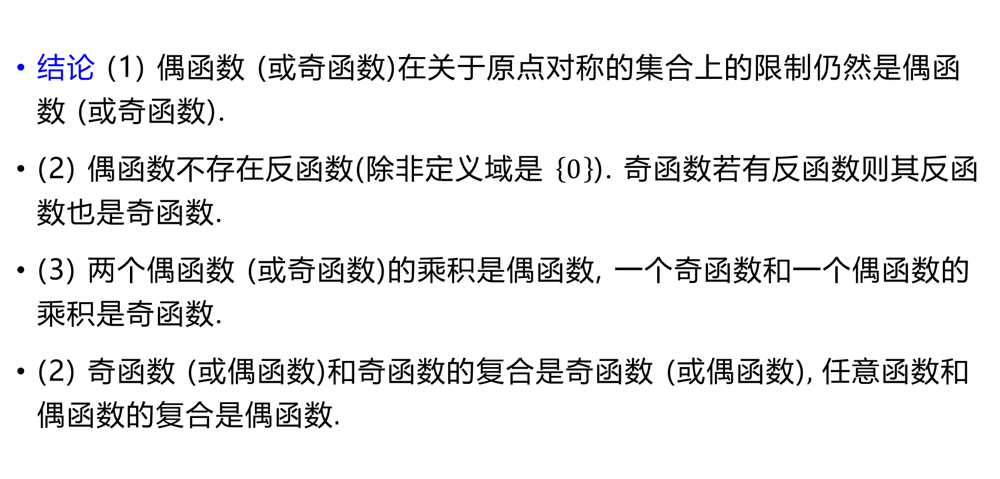 • 结论 (1) 偶函数 (或奇函数)在关于原点对称的集合上的限制仍然是偶函
数 (或奇函数).
• (2) 偶函数不存在反函数(除非定义域是 {0}). 奇函数若有反函数则其反函
数也是奇函数.
• (3) 两个偶函数 (或奇函数)的乘积是偶函数, 一个奇函数和一个偶函数的
乘积是奇函数.
• (2) 奇函数 (或偶函数)和奇函数的复合是奇函数 (或偶函数), 任意函数和
偶函数的复合是偶函数.